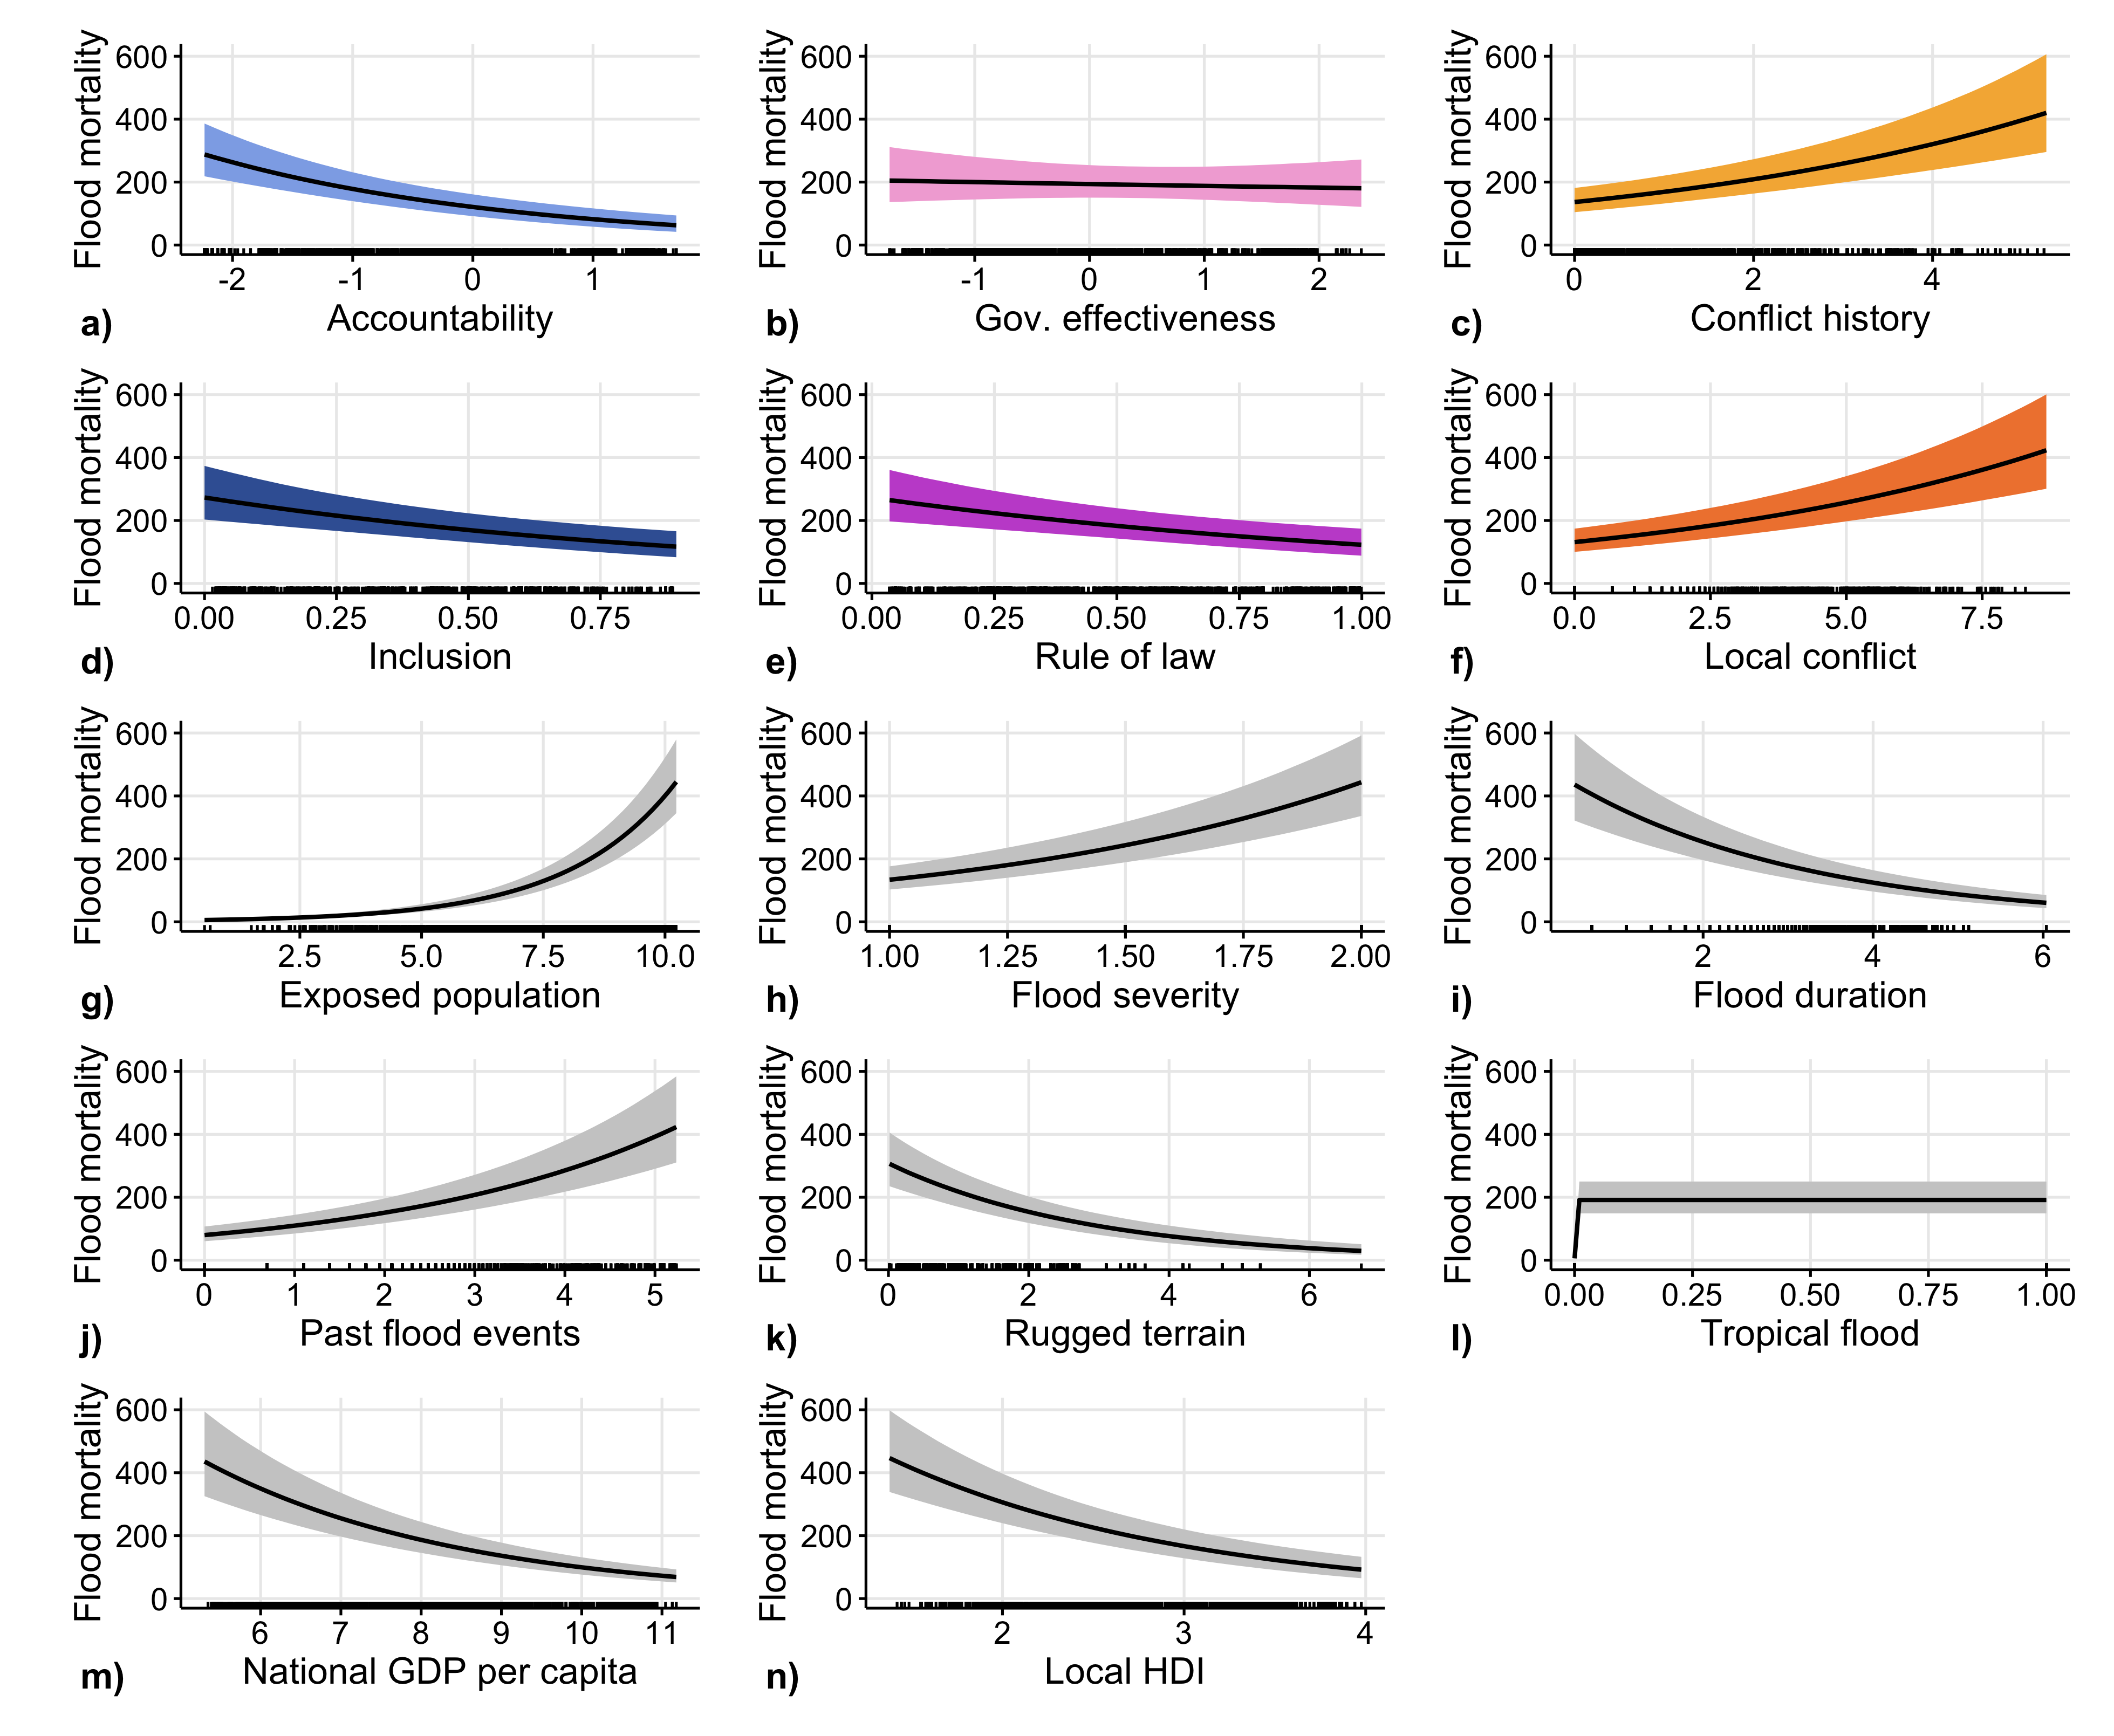 Flood mortality
600
400
200
0
-2 -1 0 1
a) Accountability
Flood mortality
600
400
200
0
-1 0 1 2
b) Gov. effectiveness
Flood mortality
600
400
200
0
0 2 4
c) Conflict history
Flood mortality
600
400
200
0
0.00 0.25 0.50 0.75
d) Inclusion
Flood mortality
600
400
200
0
0.00 0.25 0.50 0.75 1.00
e) Rule of law
Flood mortality
600
400
200
0
0.0 2.5 5.0 7.5
f) Local conflict
Flood mortality
600
400
200
0
2.5 5.0 7.5 10.0
g) Exposed population
Flood mortality
600
400
200
0
1.00 1.25 1.50 1.75 2.00
h) Flood severity
Flood mortality
600
400
200
0
2 4 6
i) Flood duration
Flood mortality
600
400
200
0
0 1 2 3 4 5
j) Past flood events
Flood mortality
600
400
200
0
0 2 4 6
k) Rugged terrain
Flood mortality
600
400
200
0
0.00 0.25 0.50 0.75 1.00
l) Tropical flood
Flood mortality
600
400
200
0
6 7 8 9 10 11
m) National GDP per capita
Flood mortality
600
400
200
0
2 3 4
n) Local HDI